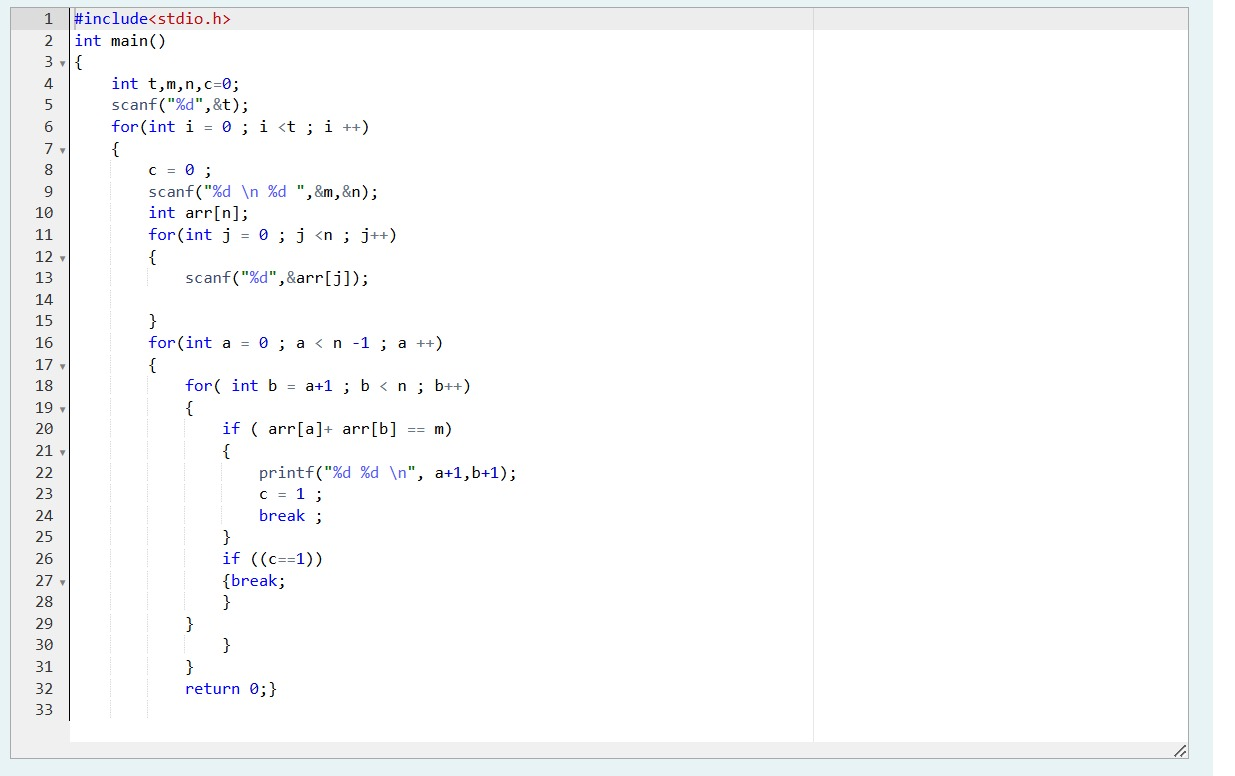 1 #include<stdio.h>
2 int main()
3 {
4     int t,m,n,c=0;
5     scanf("%d",&t);
6     for(int i = 0 ; i <t ; i ++)
7     {
8         c = 0 ;
9         scanf("%d \n %d ",&m,&n);
10         int arr[n];
11         for(int j = 0 ; j <n ; j++)
12         {
13             scanf("%d",&arr[j]);
14
15         }
16         for(int a = 0 ; a < n -1 ; a ++)
17         {
18             for( int b = a+1 ; b < n ; b++)
19             {
20                 if ( arr[a]+ arr[b] == m)
21                 {
22                     printf("%d %d \n", a+1,b+1);
23                     c = 1 ;
24                     break ;
25                 }
26                 if ((c==1))
27                 {break;
28                 }
29             }
30                 }
31             }
32             return 0;}
33